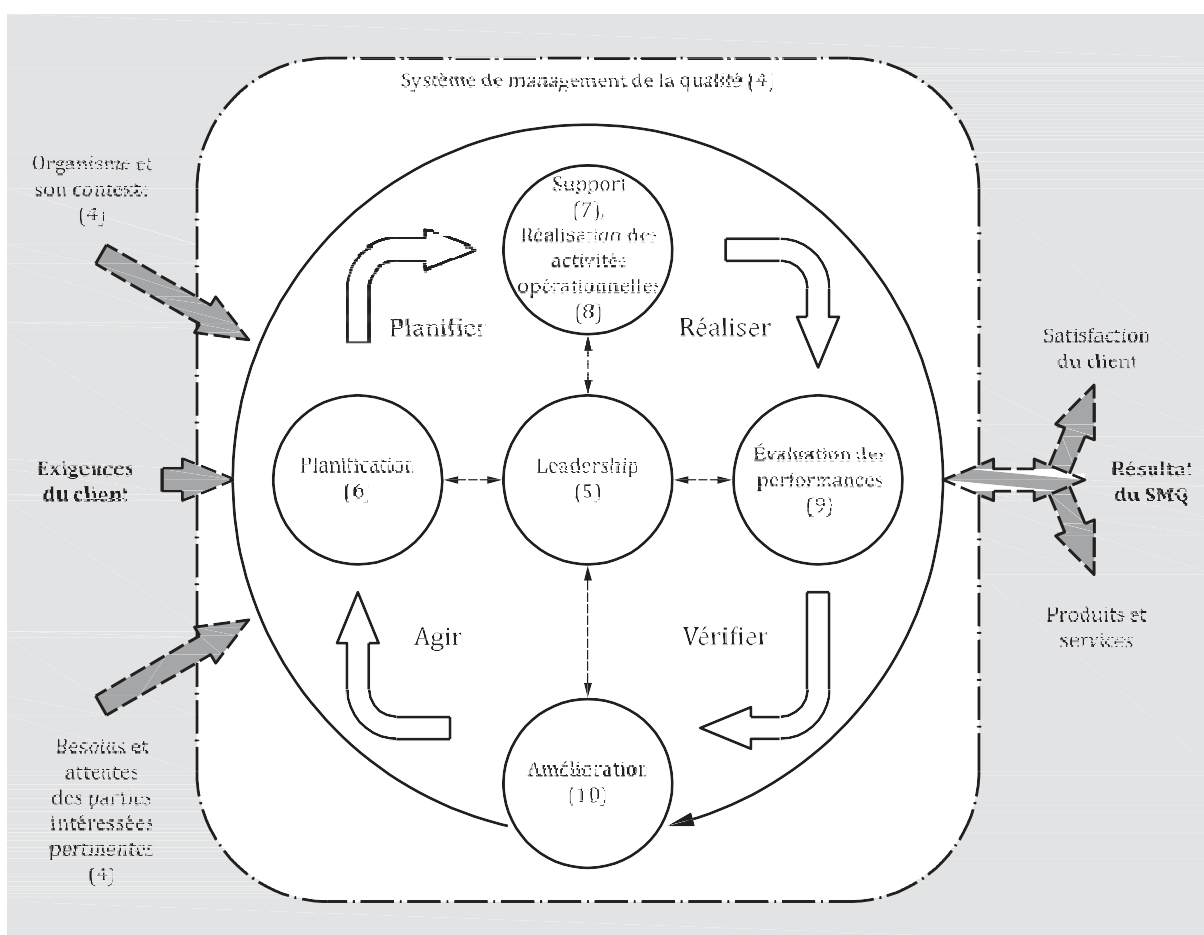 Système de management de la qualité (4)
Organisme et
son contexte
(4)
Support
(7),
Réalisation des
activités
opérationnelles
(8)
Planifier
Réaliser
Satisfaction
du client
Exigences
du client
Planification
(6)
Leadership
(5)
Évaluation des
performances
(9)
Résultat
du SMQ
Agir
Vérifier
Produits et
services
Besoins et
attentes
des parties
intéressées
pertinentes
(4)
Amélioration
(10)